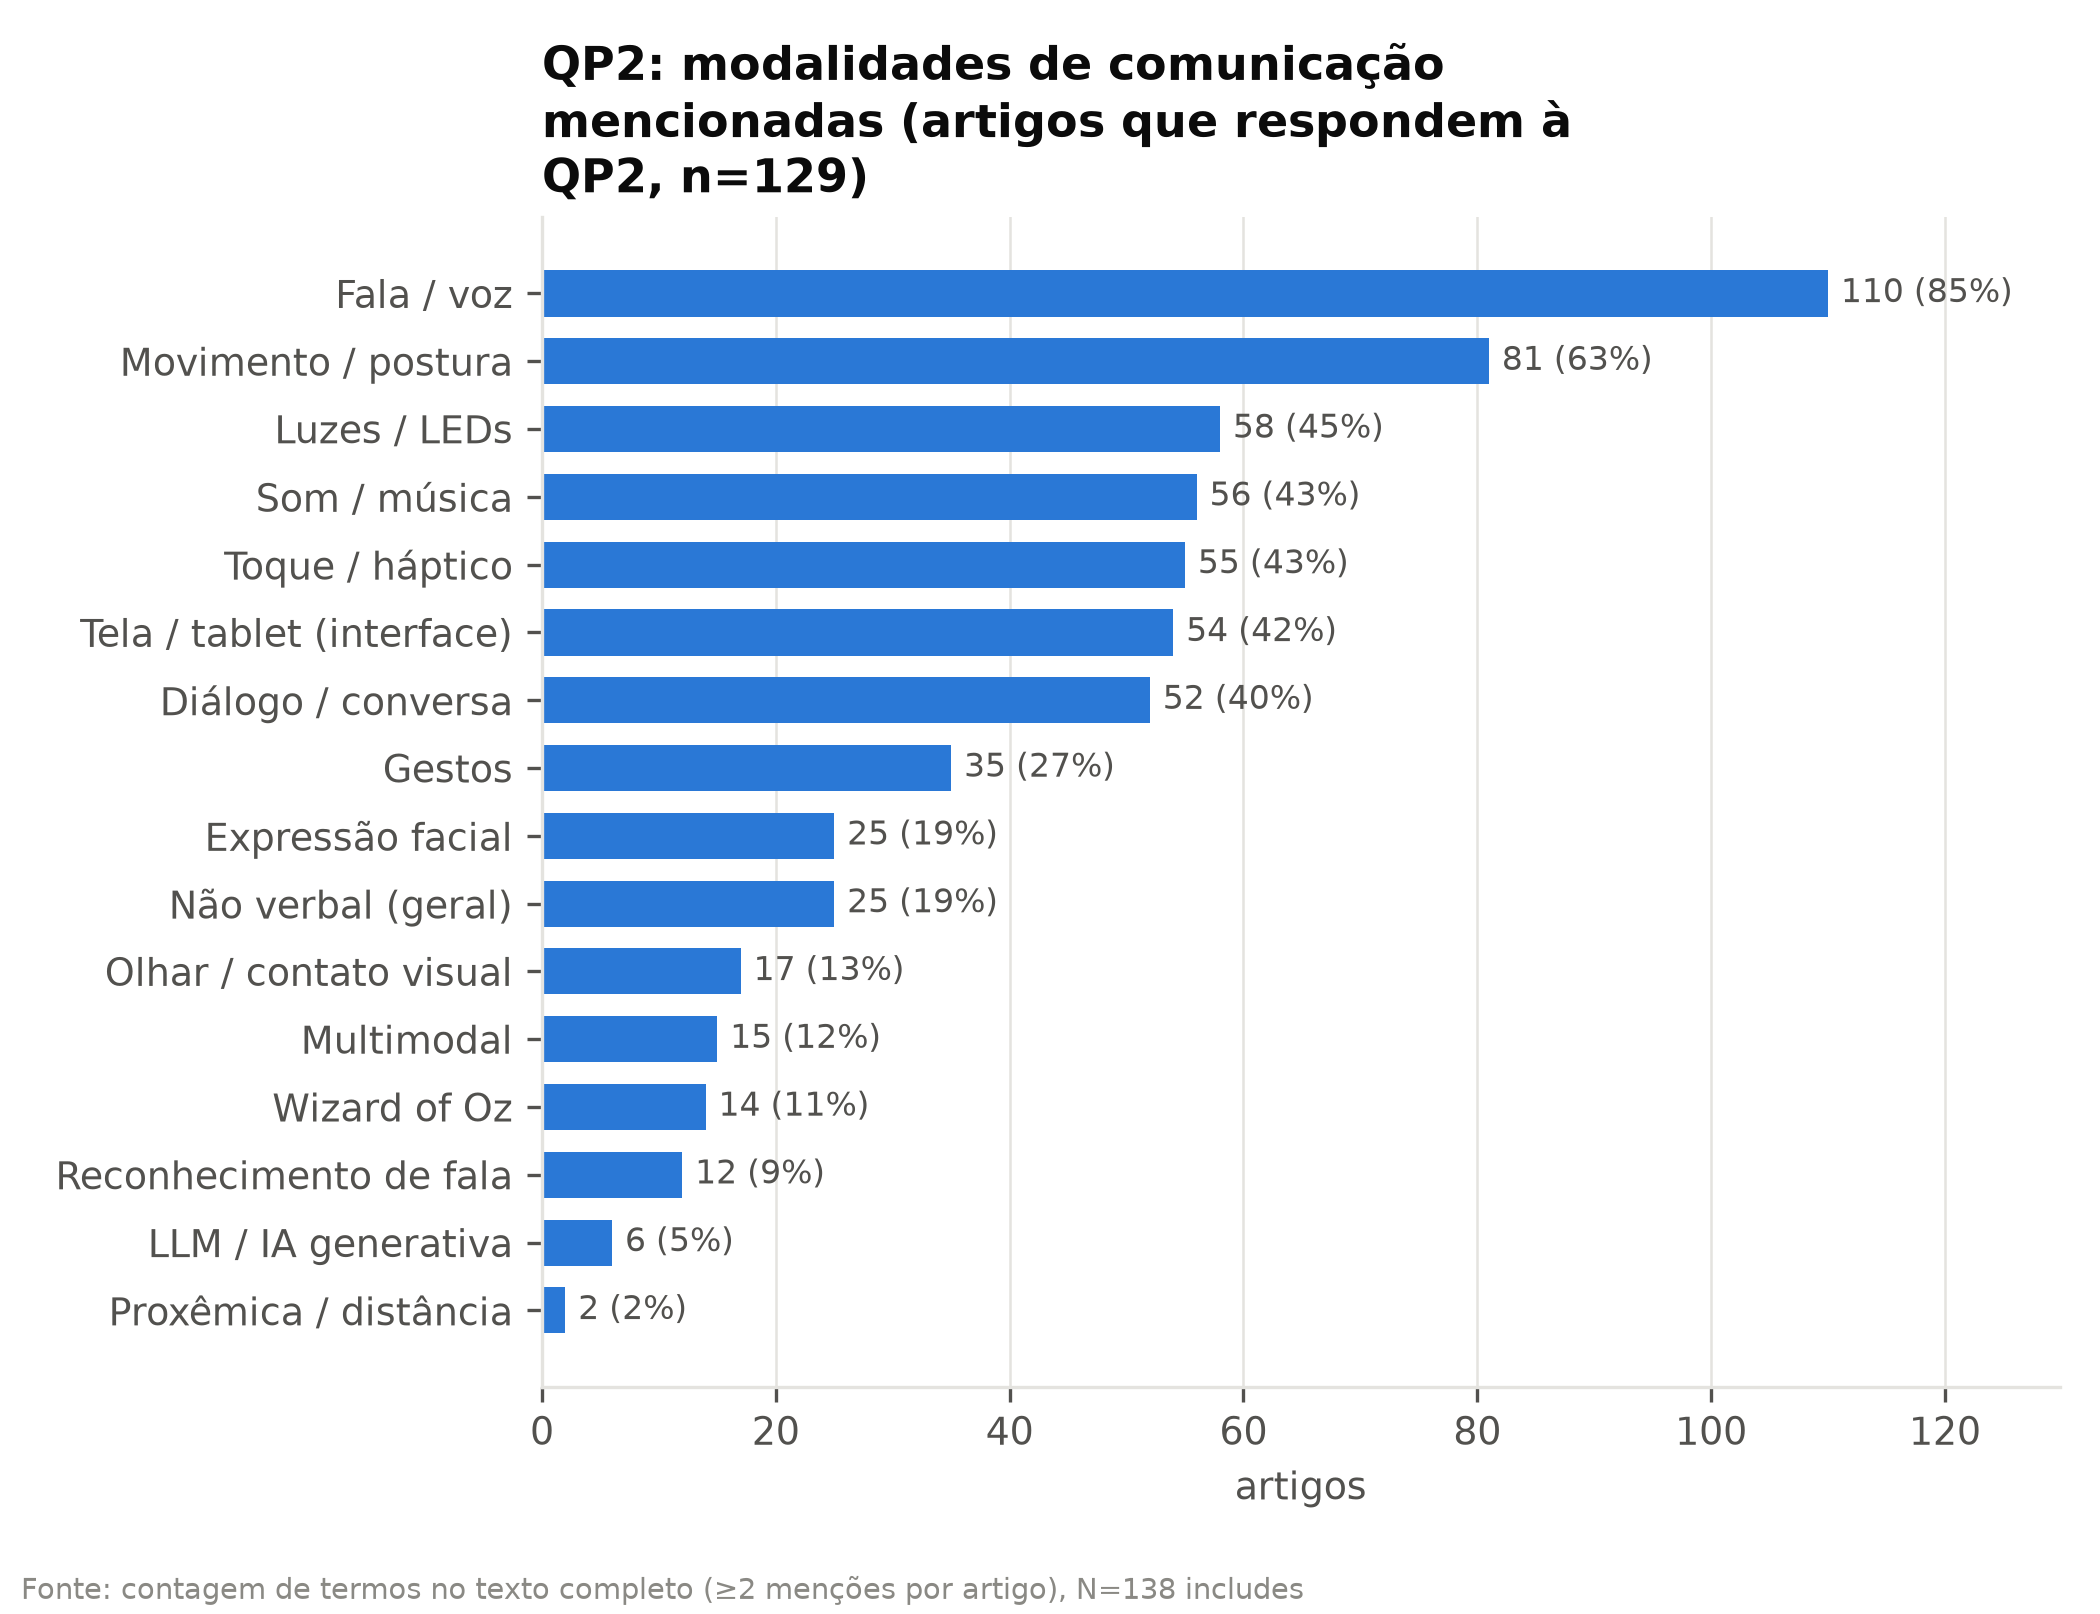 QP2: modalidades de comunicação
mencionadas (artigos que respondem à
QP2, n=129)
Fala / voz 110 (85%)
Movimento / postura 81 (63%)
Luzes / LEDs 58 (45%)
Som / música 56 (43%)
Toque / háptico 55 (43%)
Tela / tablet (interface) 54 (42%)
Diálogo / conversa 52 (40%)
Gestos 35 (27%)
Expressão facial 25 (19%)
Não verbal (geral) 25 (19%)
Olhar / contato visual 17 (13%)
Multimodal 15 (12%)
Wizard of Oz 14 (11%)
Reconhecimento de fala 12 (9%)
LLM / IA generativa 6 (5%)
Proxêmica / distância 2 (2%)
0 20 40 60 80 100 120
artigos
Fonte: contagem de termos no texto completo (≥2 menções por artigo), N=138 includes